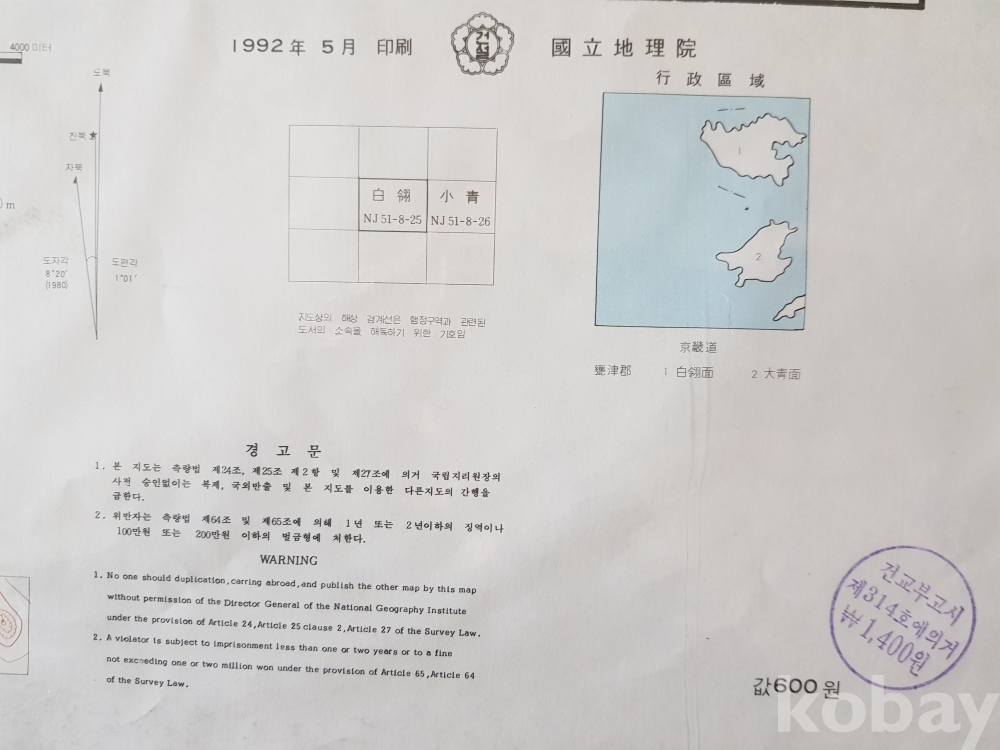 4000 미터
1992年 5月 印刷
건설
國立地理院
行政區域
도북
진북
자북
m
도자각
8°20′
(1980)
도편각
1°01′
白翎
NJ 51-8-25
小青
NJ 51-8-26
지도상의 해상 경계선은 행정구역과 관련된
도서의 소속을 해독하기 위한 기호임
1
2
京畿道
甕津郡 1 白翎面 2 大青面
경고문
1. 본 지도는 측량법 제24조, 제25조 제2항 및 제27조에 의거 국립지리원장의
사전 승인없이는 복제, 국외반출 및 본 지도를 이용한 다른지도의 간행을
금한다.
2. 위반자는 측량법 제64조 및 제65조에 의해 1년 또는 2년이하의 징역이나
100만원 또는 200만원 이하의 벌금형에 처한다.
WARNING
1. No one should duplication, carring abroad, and publish the other map by this map
without permission of the Director General of the National Geography Institute
under the provision of Article 24, Article 25 clause 2, Article 27 of the Survey Law.
2. A violator is subject to imprisonment less than one or two years or to a fine
not exceeding one or two million won under the provision of Article 65, Article 64
of the Survey Law.
건교부고시
제314호에의거
₩1,400원
값600원
kobay